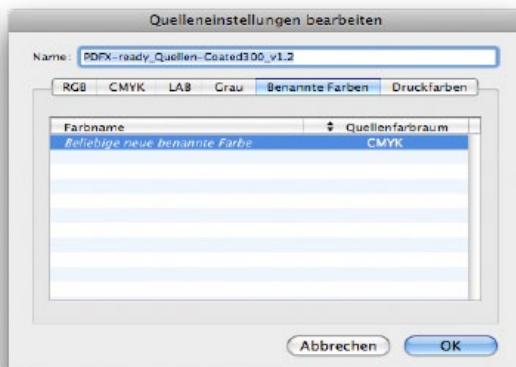 Quelleneinstellungen bearbeiten
Name: PDFX-ready_Quellen-Coated300_v1.2
RGB CMYK LAB Grau Benannte Farben Druckfarben
Farbname Quellenfarbraum
Beliebige neue benannte Farbe CMYK
Abbrechen OK